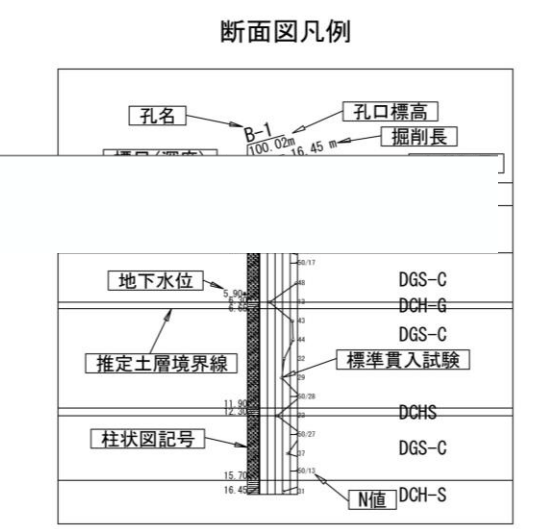 断面図凡例
孔名
孔口標高
B-1
100.02m
掘削長
16.45 m
50/17
地下水位
5.90
48
DGS-C
13
DCH-G
6.65
43
DGS-C
44
推定土層境界線
32
標準貫入試験
29
50/28
11.90
12.30
DCHS
柱状図記号
50/27
37
DGS-C
15.70
50/13
16.45
31
N値
DCH-S